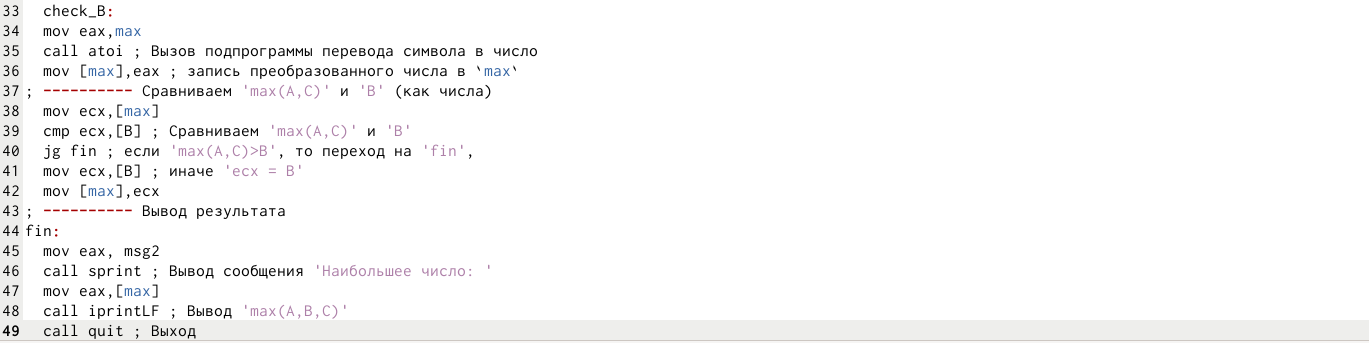 33 check_B:
34 mov eax,max
35 call atoi ; Вызов подпрограммы перевода символа в число
36 mov [max],eax ; запись преобразованного числа в `max`
37 ; ---------- Сравниваем 'max(A,C)' и 'B' (как числа)
38 mov ecx,[max]
39 cmp ecx,[B] ; Сравниваем 'max(A,C)' и 'B'
40 jg fin ; если 'max(A,C)>B', то переход на 'fin',
41 mov ecx,[B] ; иначе 'ecx = B'
42 mov [max],ecx
43 ; ---------- Вывод результата
44 fin:
45 mov eax, msg2
46 call sprint ; Вывод сообщения 'Наибольшее число: '
47 mov eax,[max]
48 call iprintLF ; Вывод 'max(A,B,C)'
49 call quit ; Выход